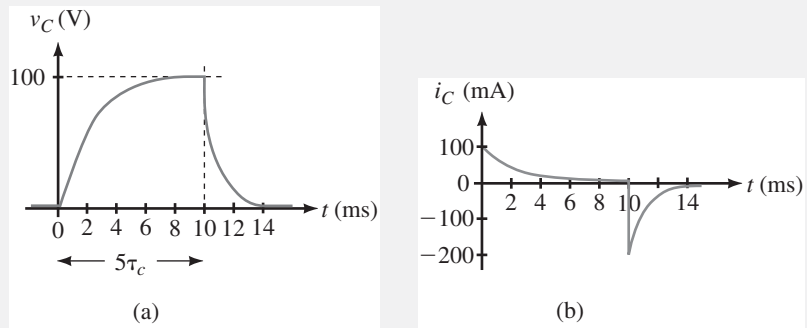 v_C (V)
100
0 2 4 6 8 10 12 14
t (ms)
5τ_c
(a)
i_C (mA)
100
0
2 4 6 8 10 14
t (ms)
−100
−200
(b)